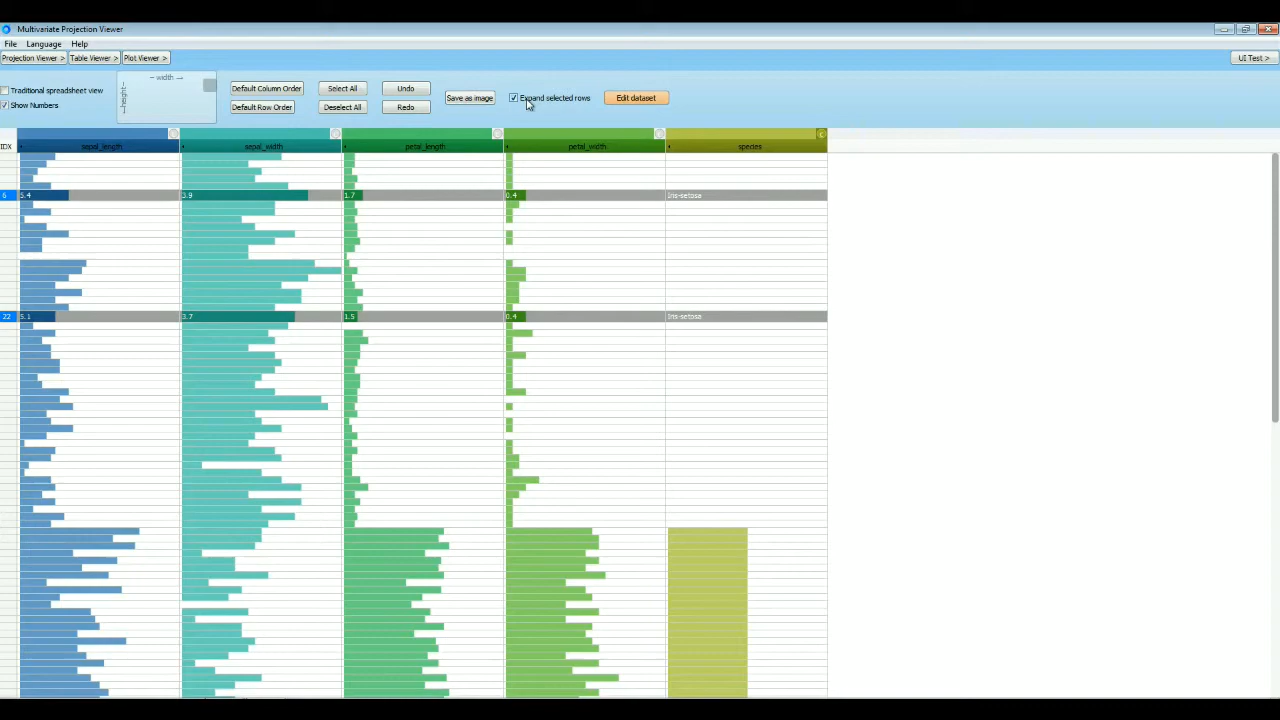 Multivariate Projection Viewer
File Language Help
Projection Viewer > Table Viewer > Plot Viewer > UI Test >
Traditional spreadsheet view
Show Numbers
width
height
Default Column Order Select All Undo
Default Row Order Deselect All Redo
Save as image Expand selected rows Edit dataset
IDX sepal_length sepal_width petal_length petal_width species
6 5.4 3.9 1.7 0.4 Iris-setosa
22 5.1 3.7 1.5 0.4 Iris-setosa